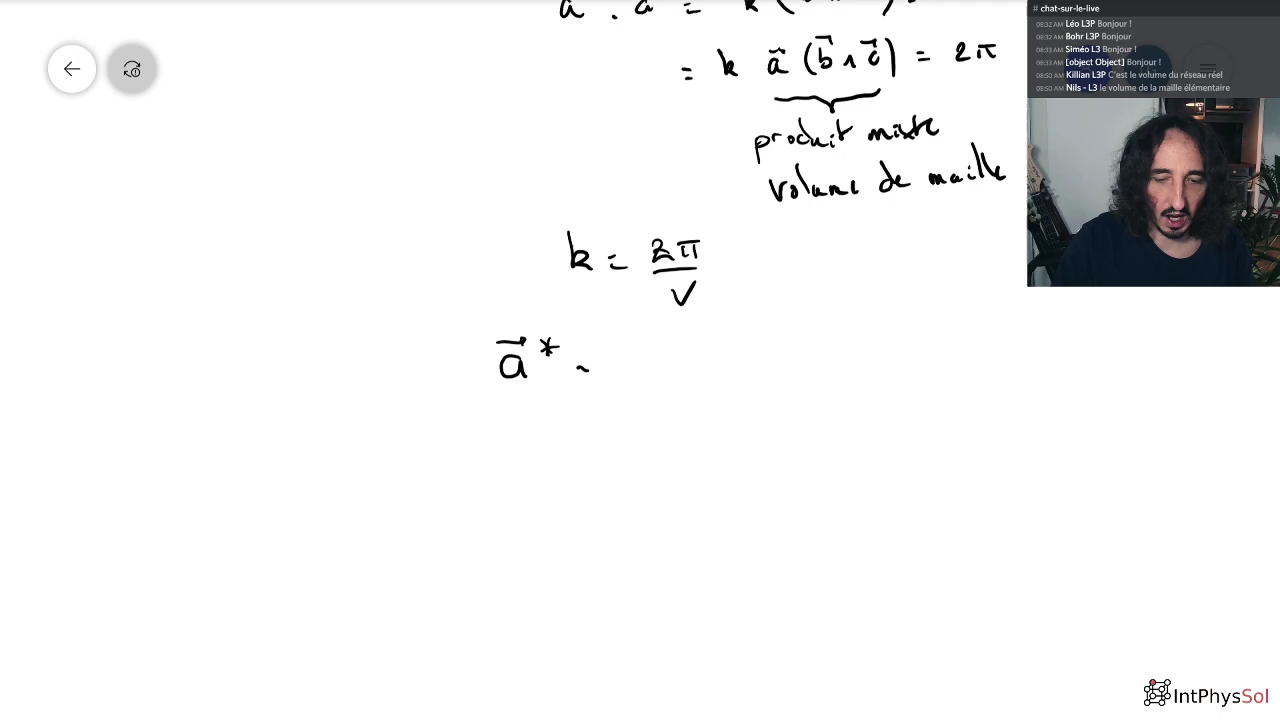 = k a⃗ (b⃗ ∧ c⃗) = 2π
produit mixte
volume de maille
k = 2π/V
a⃗*
# chat-sur-le-live
08:32 AM Léo L3P Bonjour !
08:32 AM Bohr L3P Bonjour
08:33 AM Siméo L3 Bonjour !
08:33 AM [object Object] Bonjour !
08:50 AM Killian L3P C'est le volume du réseau réel
08:50 AM Nils - L3 le volume de la maille élémentaire
IntPhysSol